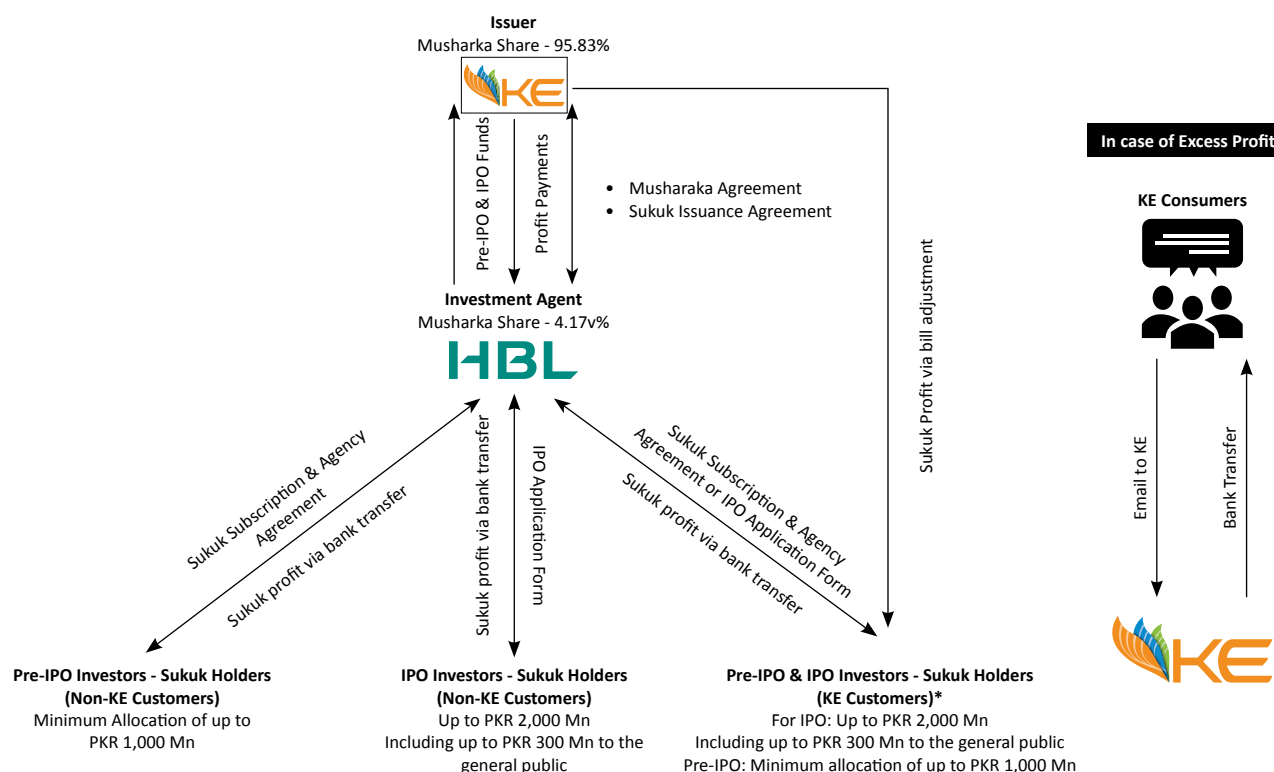 Issuer
Musharka Share - 95.83%
KE
Pre-IPO & IPO Funds
Profit Payments
• Musharaka Agreement
• Sukuk Issuance Agreement
Sukuk Profit via bill adjustment
Investment Agent
Musharka Share - 4.17v%
HBL
Sukuk Subscription & Agency
Agreement
Sukuk profit via bank transfer
Sukuk profit via bank transfer
IPO Application Form
Sukuk Subscription & Agency
Agreement or IPO Application Form
Sukuk profit via bank transfer
Pre-IPO Investors - Sukuk Holders
(Non-KE Customers)
Minimum Allocation of up to
PKR 1,000 Mn
IPO Investors - Sukuk Holders
(Non-KE Customers)
Up to PKR 2,000 Mn
Including up to PKR 300 Mn to the
general public
Pre-IPO & IPO Investors - Sukuk Holders
(KE Customers)*
For IPO: Up to PKR 2,000 Mn
Including up to PKR 300 Mn to the general public
Pre-IPO: Minimum allocation of up to PKR 1,000 Mn
In case of Excess Profit
KE Consumers
Email to KE
Bank Transfer
KE